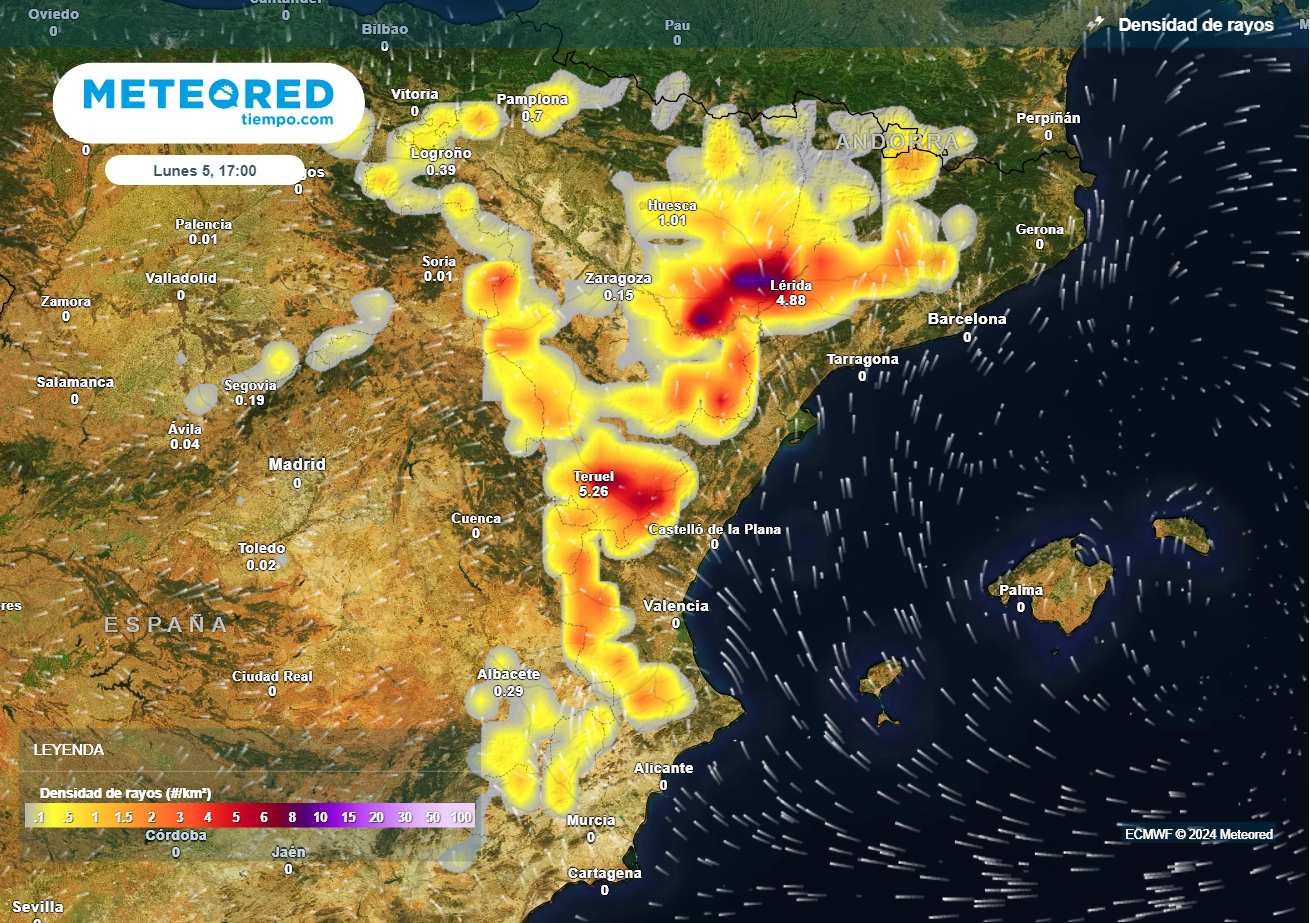 Santander
0
Oviedo
0
Bilbao
0
Pau
0
Densidad de rayos
METEORED
tiempo.com
Vitoria
0
Pamplona
0.7
ANDORRA
Perpiñán
0
0
Lunes 5, 17:00
gos
0
Logroño
0.39
Palencia
0.01
Huesca
1.01
Gerona
0
Soria
0.01
Valladolid
0
Zaragoza
0.15
Lérida
4.88
Zamora
0
Barcelona
0
Tarragona
0
Salamanca
0
Segovia
0.19
Ávila
0.04
Madrid
0
Teruel
5.26
Cuenca
0
Castelló de la Plana
0
Toledo
0.02
Palma
0
res
Valencia
0
ESPAÑA
Ciudad Real
0
Albacete
0.29
LEYENDA
Alicante
0
Densidad de rayos (#/km²)
.1 .5 1 1.5 2 3 4 5 6 8 10 15 20 30 50 100
Murcia
0
Córdoba
0
Jaén
0
ECMWF © 2024 Meteored
Cartagena
0
Sevilla